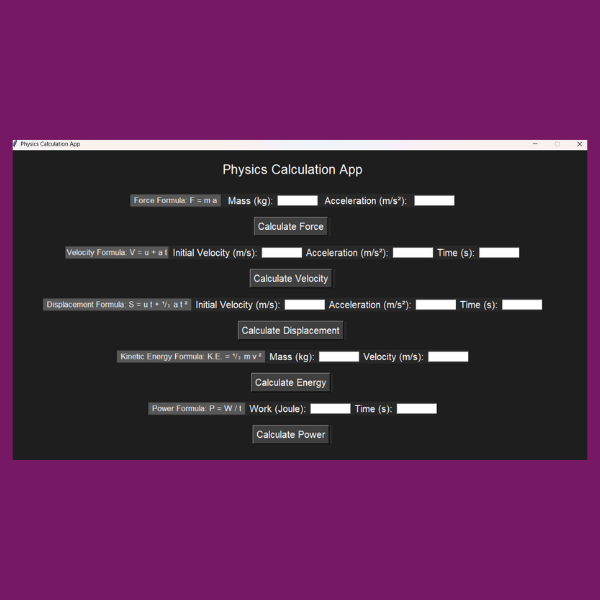 Physics Calculation App
Physics Calculation App
Force Formula: F = m a Mass (kg): Acceleration (m/s²):
Calculate Force
Velocity Formula: V = u + a t Initial Velocity (m/s): Acceleration (m/s²): Time (s):
Calculate Velocity
Displacement Formula: S = u t + ¹/₂ a t ² Initial Velocity (m/s): Acceleration (m/s²): Time (s):
Calculate Displacement
Kinetic Energy Formula: K.E. = ¹/₂ m v ² Mass (kg): Velocity (m/s):
Calculate Energy
Power Formula: P = W / t Work (Joule): Time (s):
Calculate Power